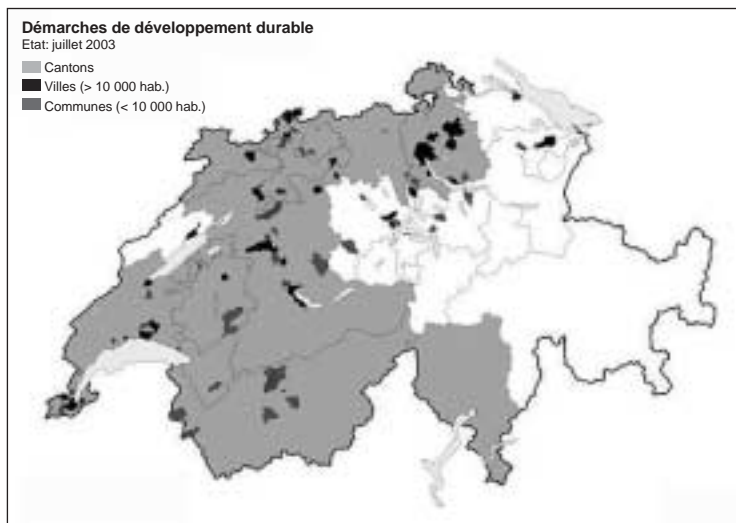 Démarches de développement durable
Etat: juillet 2003
Cantons
Villes (> 10 000 hab.)
Communes (< 10 000 hab.)